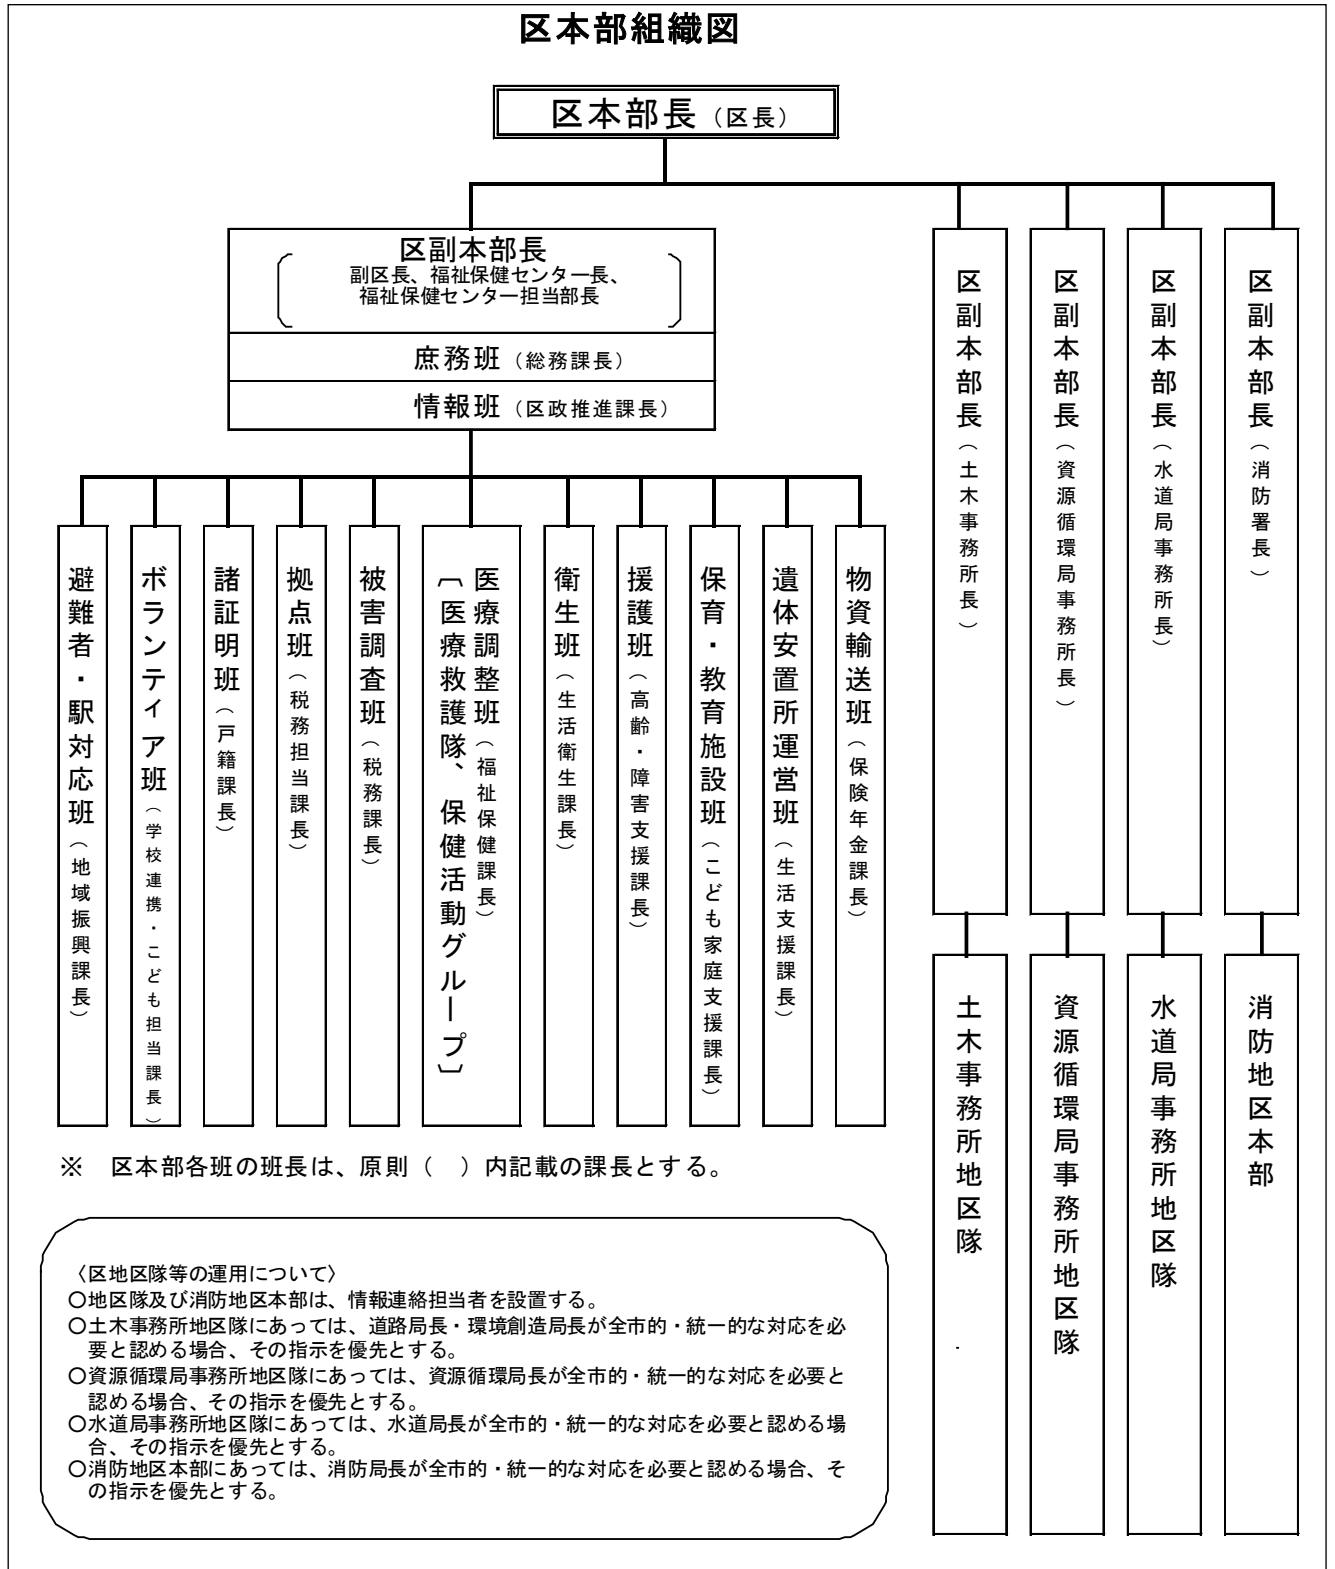 区本部組織図
区本部長（区長）
区副本部長
副区長、福祉保健センター長、
福祉保健センター担当部長
庶務班（総務課長）
情報班（区政推進課長）
区副本部長（土木事務所長）
区副本部長（資源循環局事務所長）
区副本部長（水道局事務所長）
区副本部長（消防署長）
避難者・駅対応班（地域振興課長）
ボランティア班（学校連携・こども担当課長）
諸証明班（戸籍課長）
拠点班（税務担当課長）
被害調査班（税務課長）
医療調整班（福祉保健課長）
〔医療救護隊、保健活動グループ〕
衛生班（生活衛生課長）
援護班（高齢・障害支援課長）
保育・教育施設班（こども家庭支援課長）
遺体安置所運営班（生活支援課長）
物資輸送班（保険年金課長）
土木事務所地区隊
資源循環局事務所地区隊
水道局事務所地区隊
消防地区本部
※　区本部各班の班長は、原則（　）内記載の課長とする。
〈区地区隊等の運用について〉
○地区隊及び消防地区本部は、情報連絡担当者を設置する。
○土木事務所地区隊にあっては、道路局長・環境創造局長が全市的・統一的な対応を必
要と認める場合、その指示を優先とする。
○資源循環局事務所地区隊にあっては、資源循環局長が全市的・統一的な対応を必要と
認める場合、その指示を優先とする。
○水道局事務所地区隊にあっては、水道局長が全市的・統一的な対応を必要と認める場
合、その指示を優先とする。
○消防地区本部にあっては、消防局長が全市的・統一的な対応を必要と認める場合、そ
の指示を優先とする。